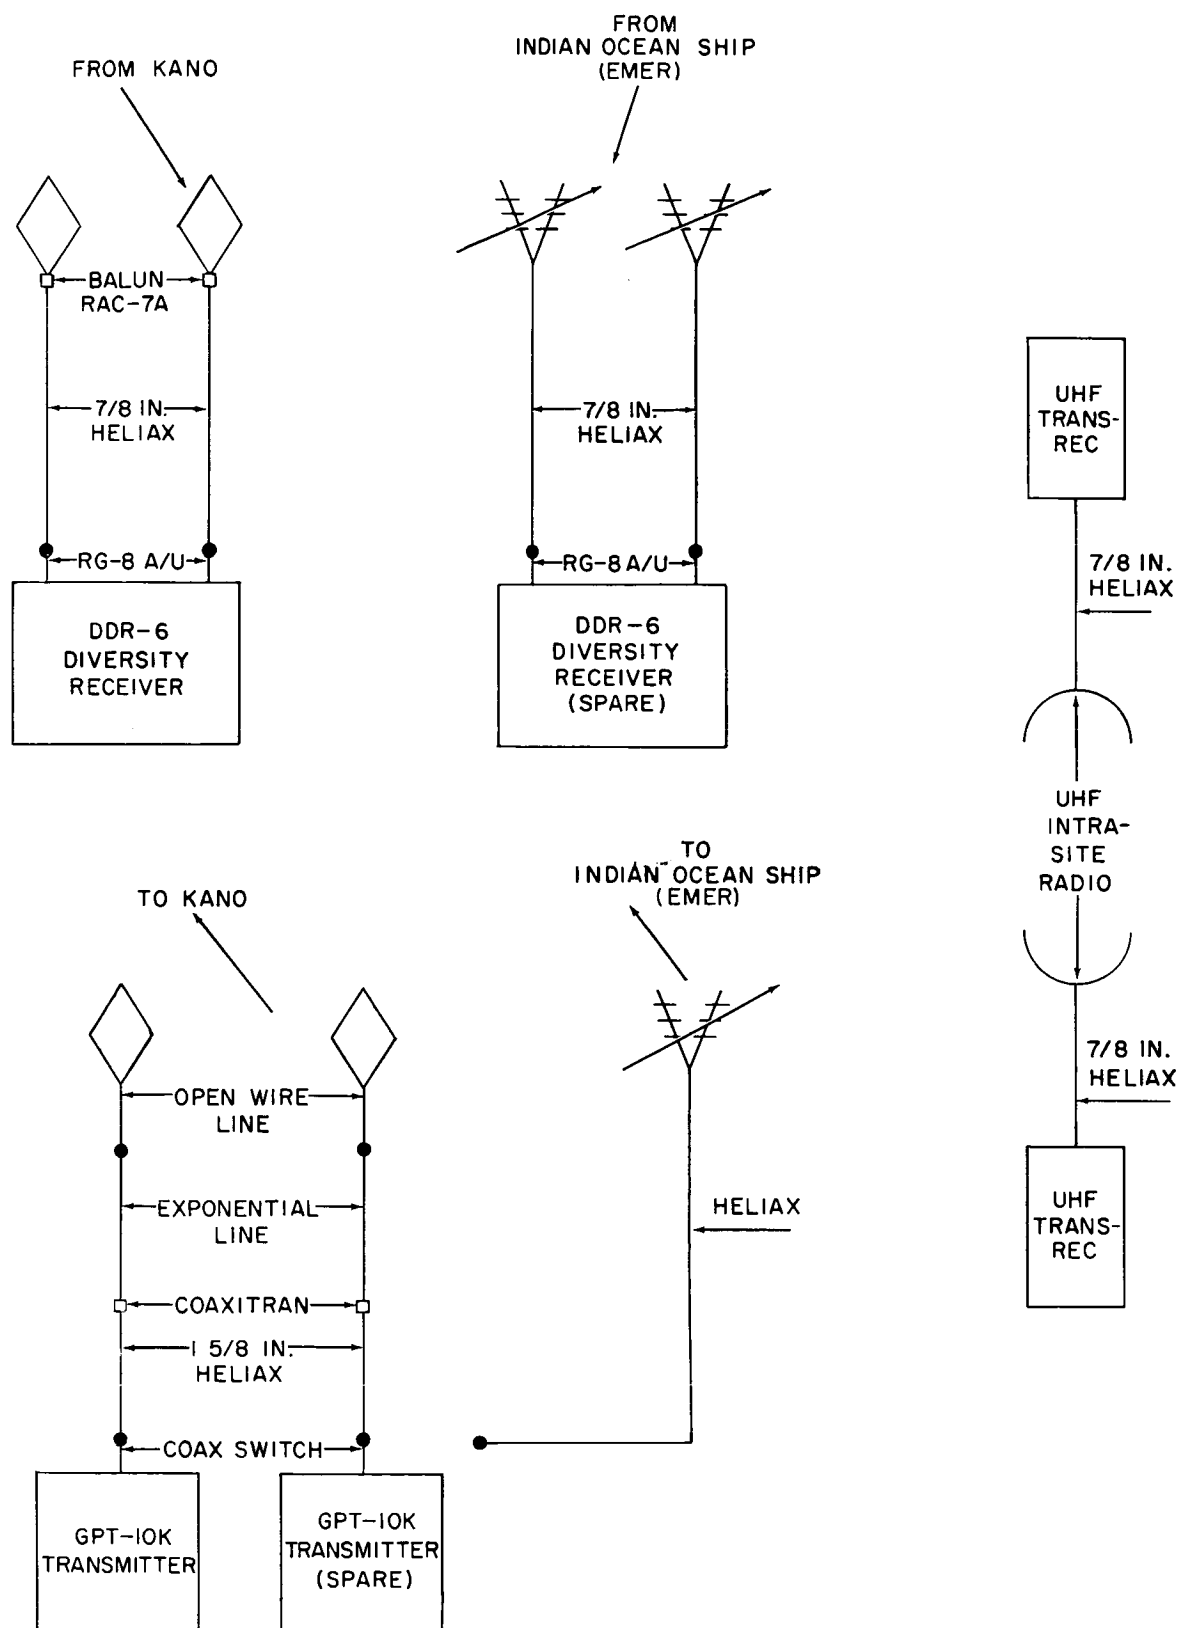 FROM KANO
FROM
INDIAN OCEAN SHIP
(EMER)
BALUN
RAC-7A
7/8 IN.
HELIAX
RG-8 A/U
DDR-6
DIVERSITY
RECEIVER
7/8 IN.
HELIAX
RG-8 A/U
DDR-6
DIVERSITY
RECEIVER
(SPARE)
UHF
TRANS-
REC
7/8 IN.
HELIAX
UHF
INTRA-
SITE
RADIO
7/8 IN.
HELIAX
UHF
TRANS-
REC
TO KANO
OPEN WIRE
LINE
EXPONENTIAL
LINE
COAXITRAN
1 5/8 IN.
HELIAX
COAX SWITCH
GPT-10K
TRANSMITTER
GPT-10K
TRANSMITTER
(SPARE)
TO
INDIAN OCEAN SHIP
(EMER)
HELIAX